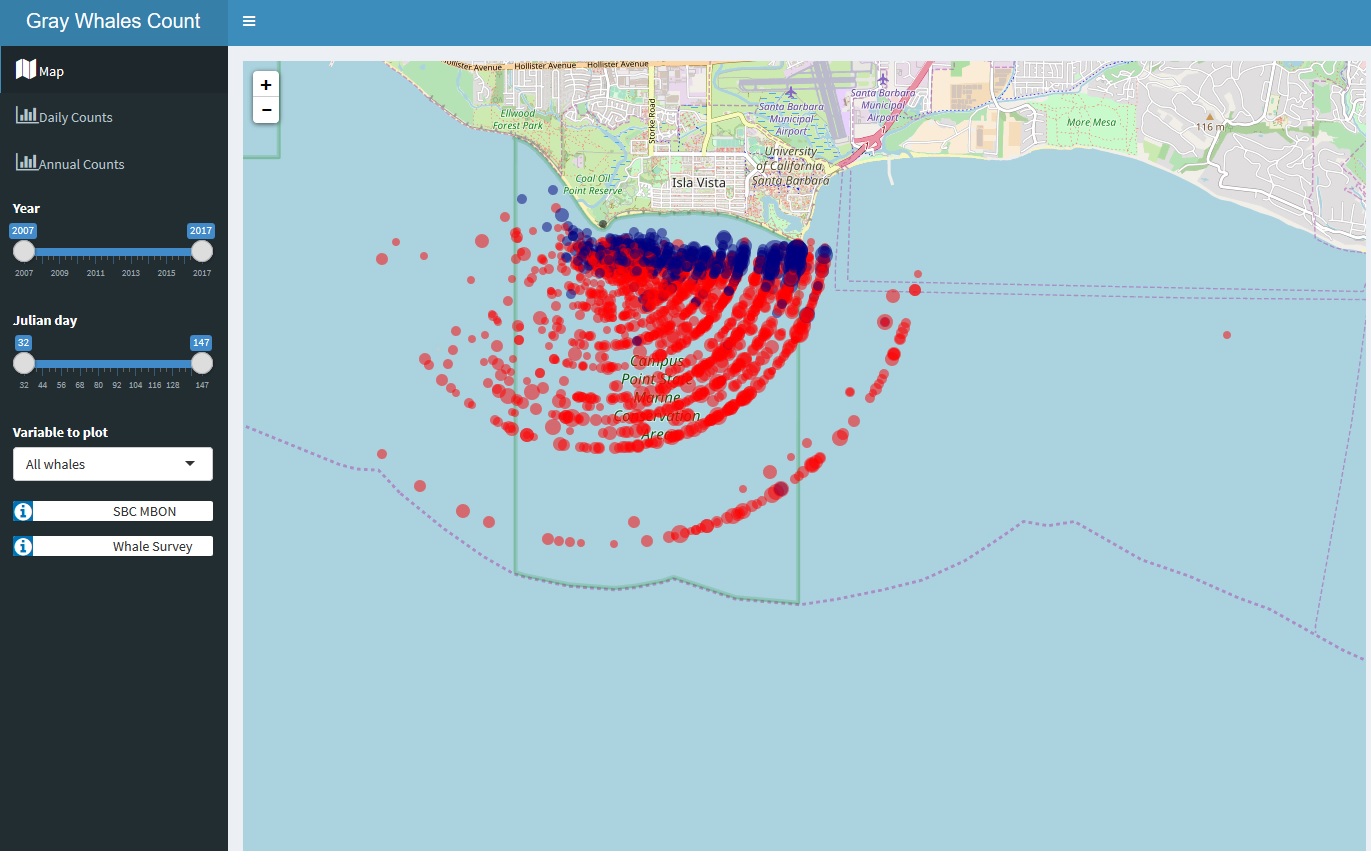 Gray Whales Count
Map
Daily Counts
Annual Counts
Year
2007
2017
2007 2009 2011 2013 2015 2017
Julian day
32
147
32 44 56 68 80 92 104 116 128 147
Variable to plot
All whales
SBC MBON
Whale Survey
+
−
Hollister Avenue
Hollister Avenue
Hollister Avenue
Ellwood
Forest Park
Storke Road
Santa Barbara
Municipal
Airport
Santa Barbara
Municipal
Airport
More Mesa
116 m
University
of California,
Santa Barbara
Coal Oil
Point Reserve
Isla Vista
Campus
Point State
Marine
Conservation
Area